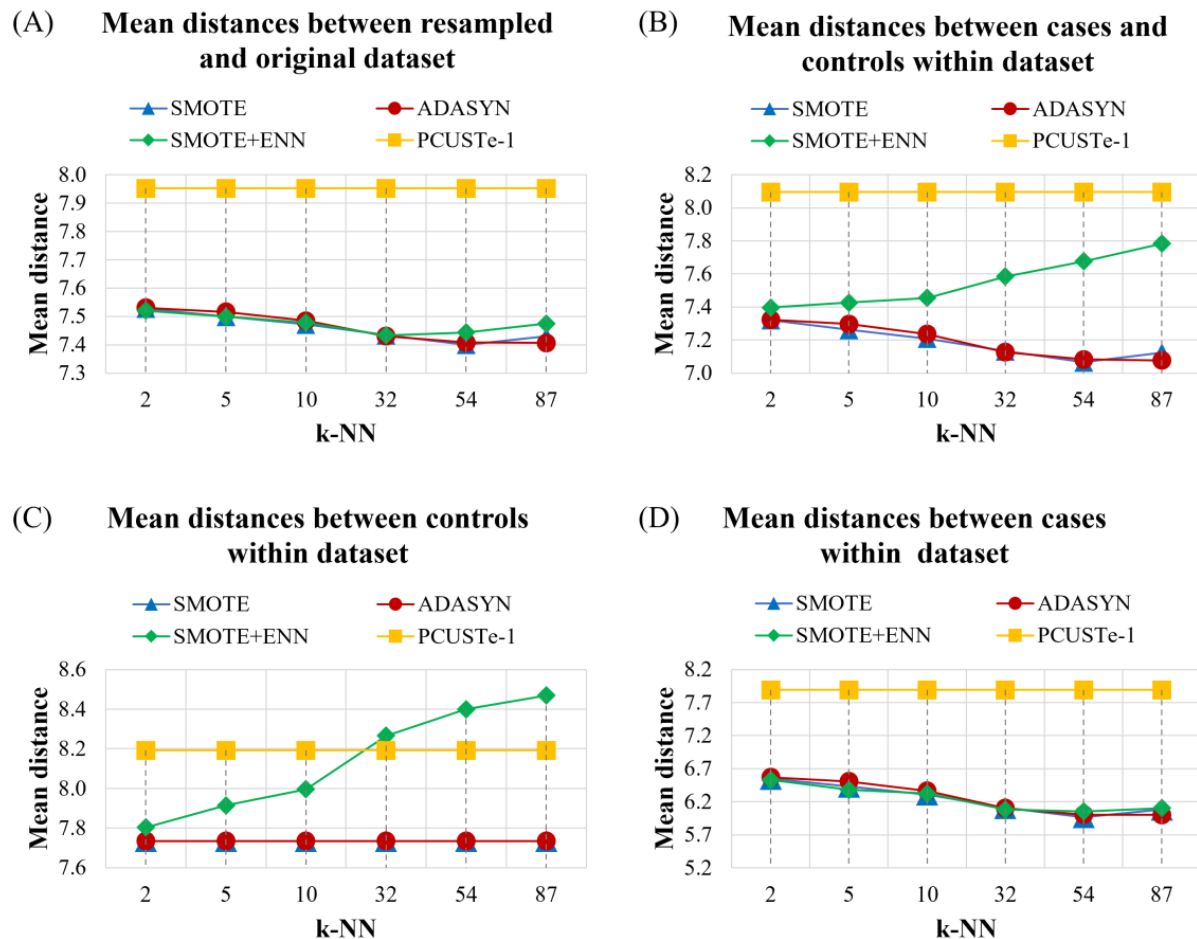 (A) Mean distances between resampled
and original dataset
SMOTE ADASYN
SMOTE+ENN PCUSTe-1
8.0
7.9
7.8
7.7
7.6
7.5
7.4
7.3
Mean distance
2 5 10 32 54 87
k-NN
(B) Mean distances between cases and
controls within dataset
SMOTE ADASYN
SMOTE+ENN PCUSTe-1
8.2
8.0
7.8
7.6
7.4
7.2
7.0
Mean distance
2 5 10 32 54 87
k-NN
(C) Mean distances between controls
within dataset
SMOTE ADASYN
SMOTE+ENN PCUSTe-1
8.6
8.4
8.2
8.0
7.8
7.6
Mean distance
2 5 10 32 54 87
k-NN
(D) Mean distances between cases
within dataset
SMOTE ADASYN
SMOTE+ENN PCUSTe-1
8.2
7.7
7.2
6.7
6.2
5.7
5.2
Mean distance
2 5 10 32 54 87
k-NN